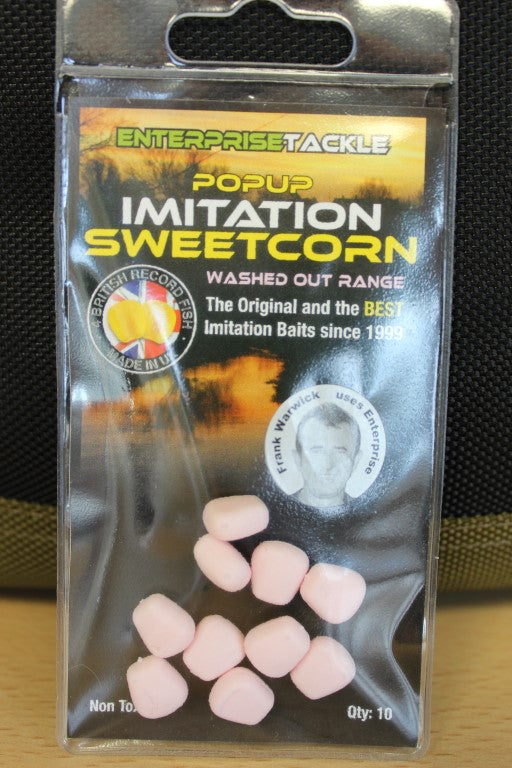 ENTERPRISETACKLE
POPUP
IMITATION
SWEETCORN
WASHED OUT RANGE
The Original and the BEST
Imitation Baits since 1999
BRITISH RECORD FISH
MADE IN UK
Frank Warwick uses Enterprise
Non
Qty: 10